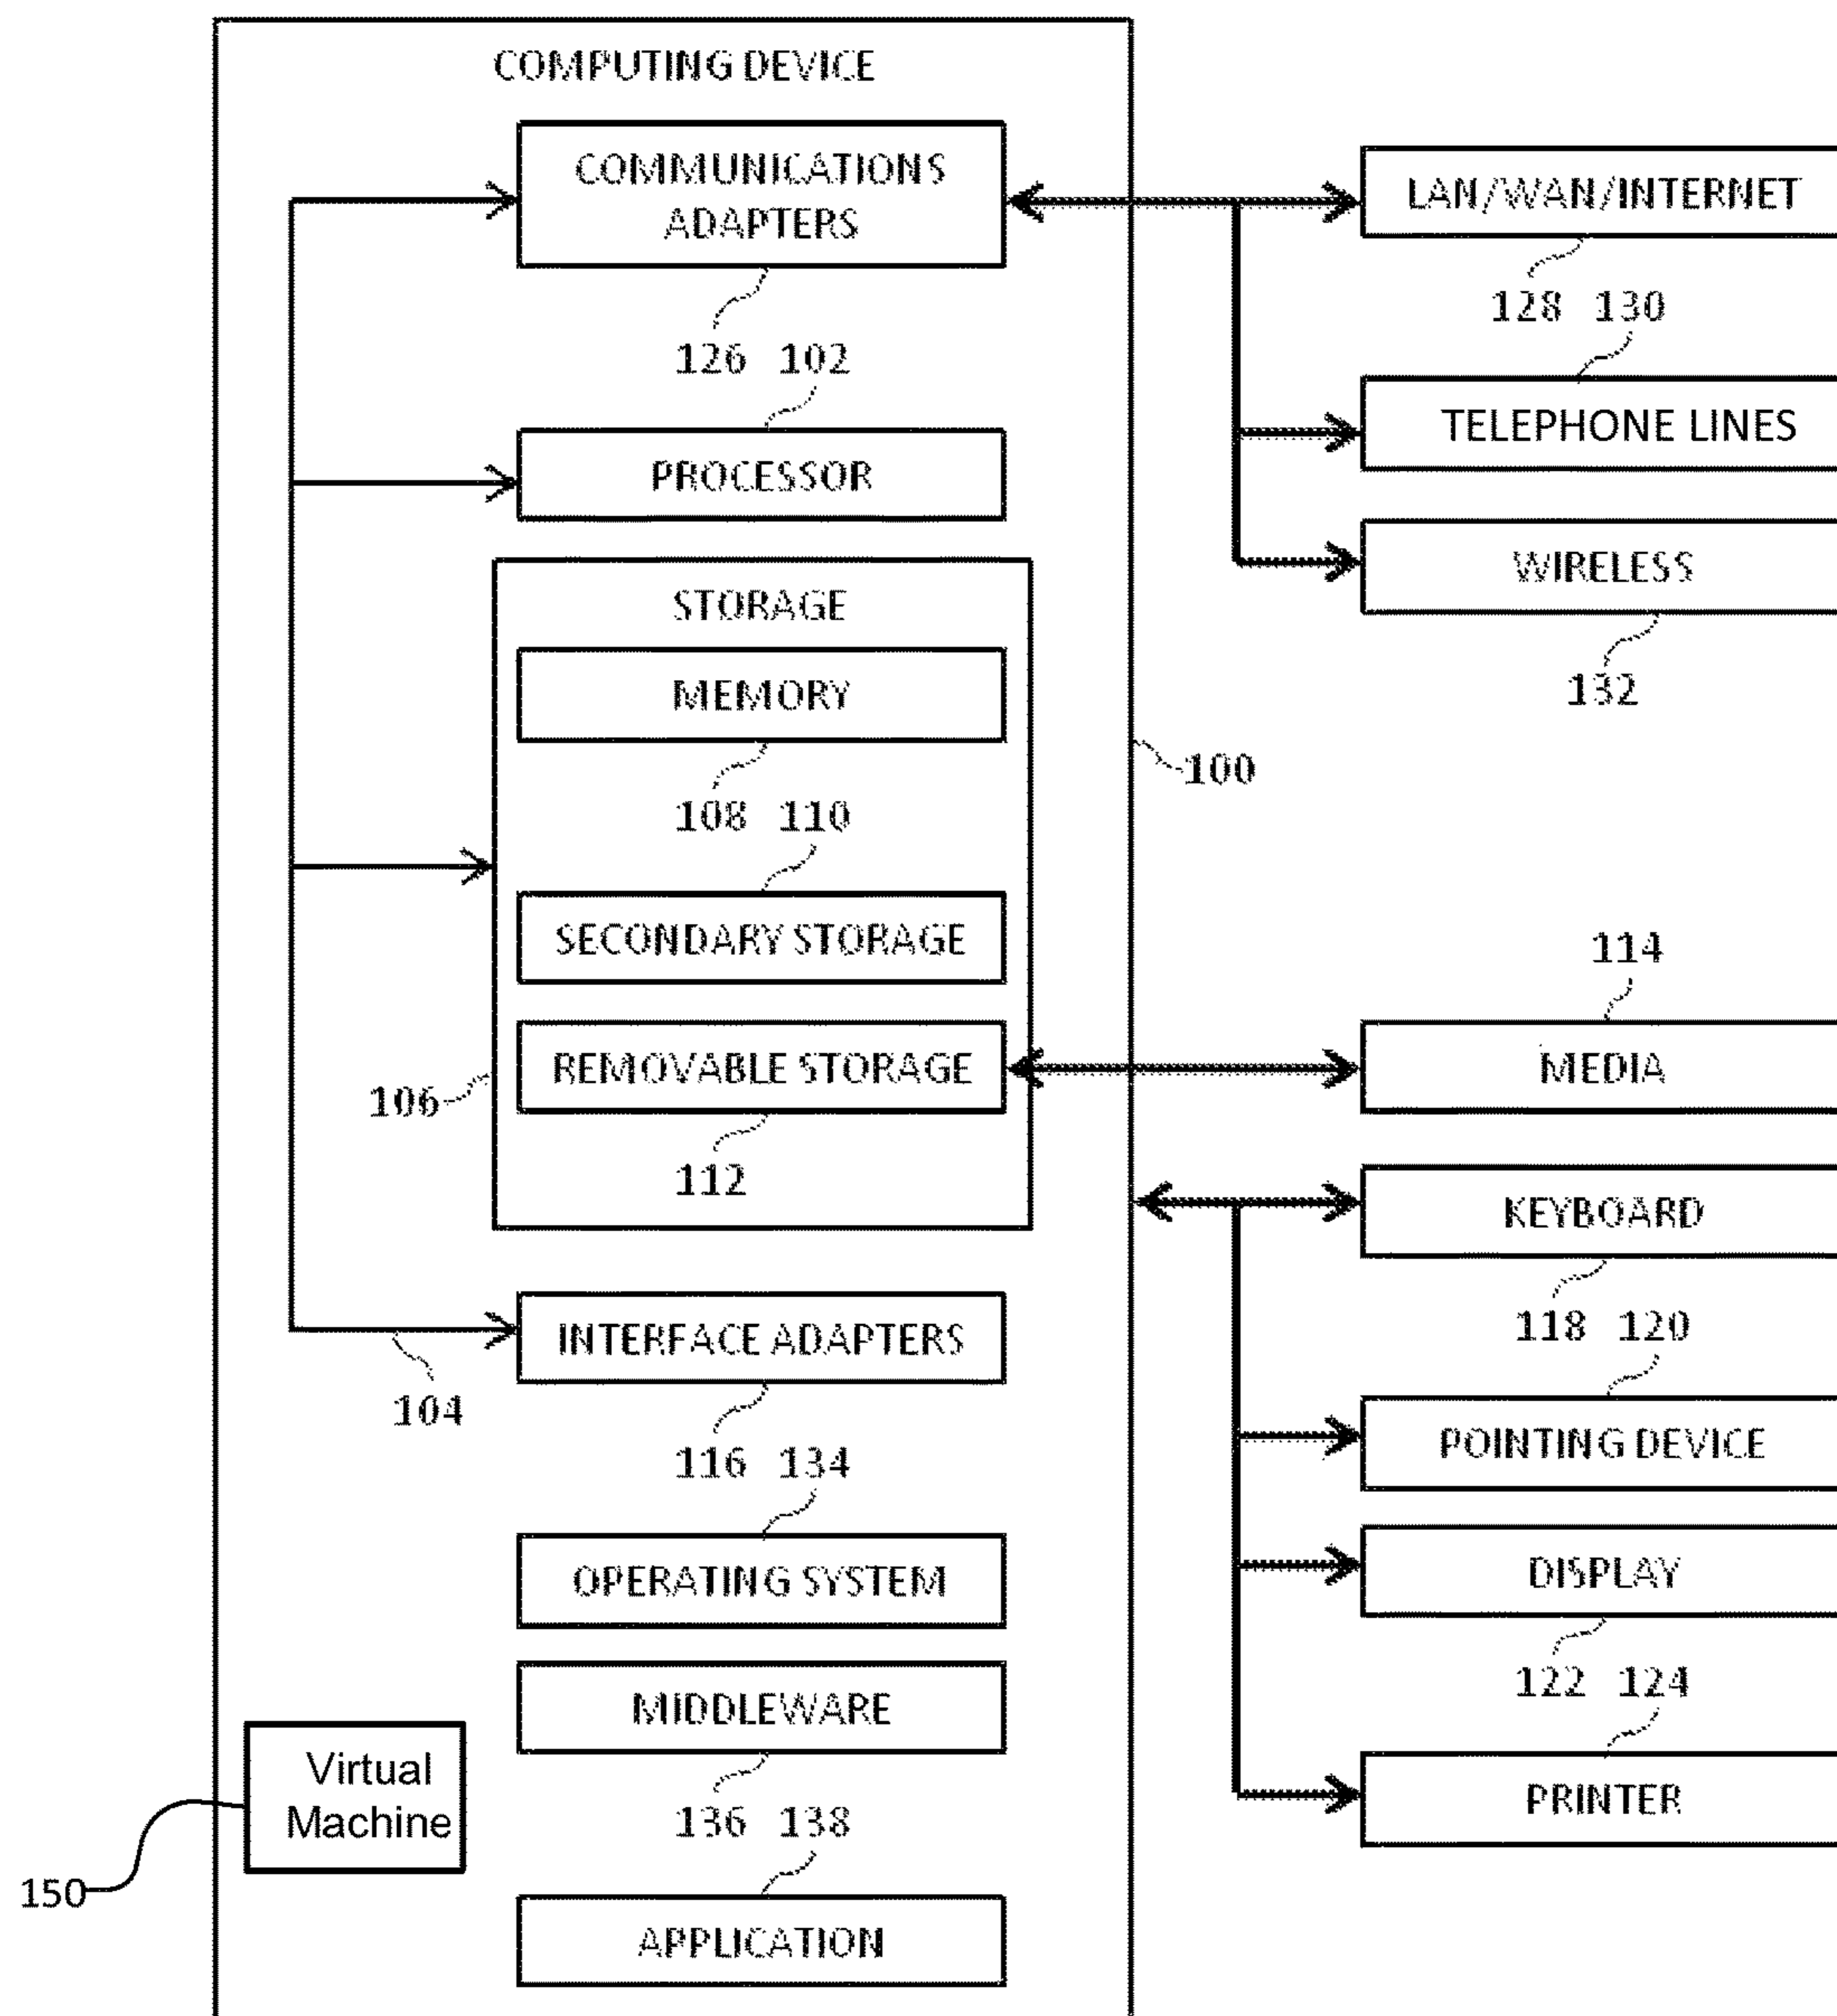 COMPUTING DEVICE
COMMUNICATIONS
ADAPTERS
LAN/WAN/INTERNET
128 130
126 102
TELEPHONE LINES
PROCESSOR
WIRELESS
132
STORAGE
MEMORY
100
108 110
SECONDARY STORAGE
114
REMOVABLE STORAGE
MEDIA
106
112
KEYBOARD
118 120
INTERFACE ADAPTERS
104
POINTING DEVICE
116 134
OPERATING SYSTEM
DISPLAY
122 124
MIDDLEWARE
Virtual
Machine
PRINTER
136 138
150
APPLICATION